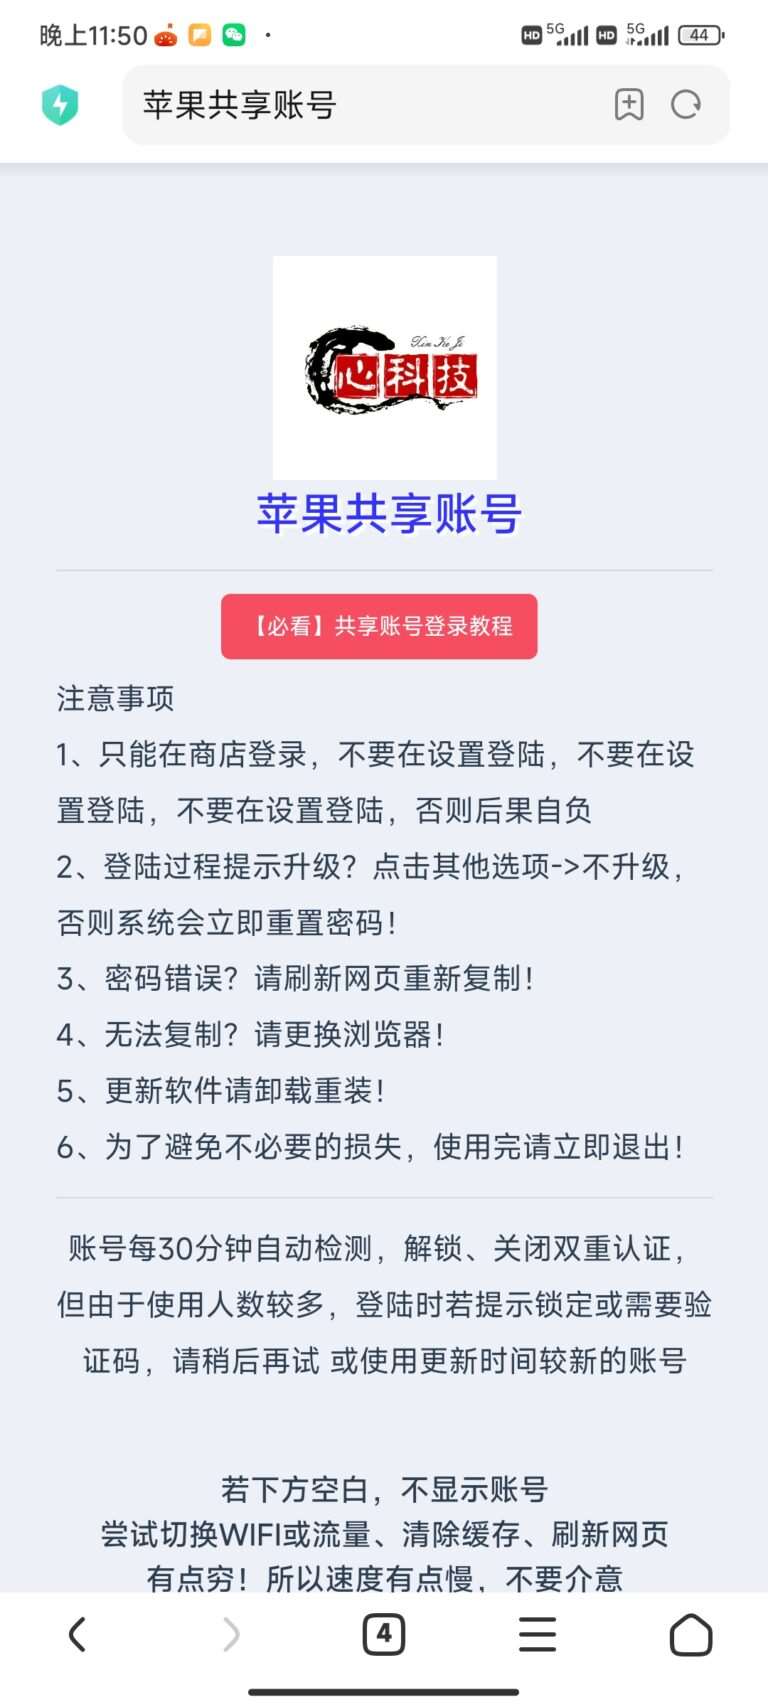 晚上11:50
HD 5G HD 5G 44
苹果共享账号
Xin Ke Ji
心科技
苹果共享账号
【必看】共享账号登录教程
注意事项
1、只能在商店登录，不要在设置登陆，不要在设
置登陆，不要在设置登陆，否则后果自负
2、登陆过程提示升级？点击其他选项->不升级，
否则系统会立即重置密码！
3、密码错误？请刷新网页重新复制！
4、无法复制？请更换浏览器！
5、更新软件请卸载重装！
6、为了避免不必要的损失，使用完请立即退出！
账号每30分钟自动检测，解锁、关闭双重认证，
但由于使用人数较多，登陆时若提示锁定或需要验
证码，请稍后再试 或使用更新时间较新的账号
若下方空白，不显示账号
尝试切换WIFI或流量、清除缓存、刷新网页
有点穷！所以速度有点慢，不要介意
4